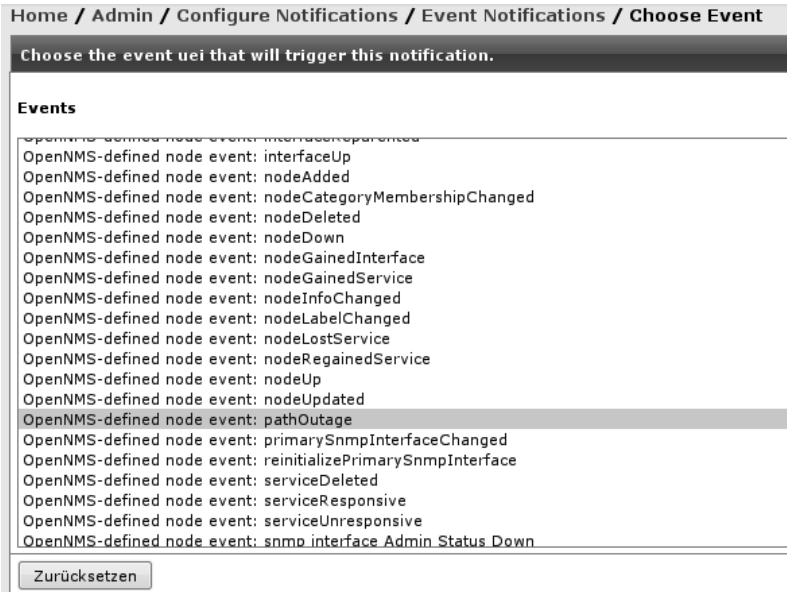 Home / Admin / Configure Notifications / Event Notifications / Choose Event
Choose the event uei that will trigger this notification.
Events
OpenNMS-defined node event: interfaceReparented
OpenNMS-defined node event: interfaceUp
OpenNMS-defined node event: nodeAdded
OpenNMS-defined node event: nodeCategoryMembershipChanged
OpenNMS-defined node event: nodeDeleted
OpenNMS-defined node event: nodeDown
OpenNMS-defined node event: nodeGainedInterface
OpenNMS-defined node event: nodeGainedService
OpenNMS-defined node event: nodeInfoChanged
OpenNMS-defined node event: nodeLabelChanged
OpenNMS-defined node event: nodeLostService
OpenNMS-defined node event: nodeRegainedService
OpenNMS-defined node event: nodeUp
OpenNMS-defined node event: nodeUpdated
OpenNMS-defined node event: pathOutage
OpenNMS-defined node event: primarySnmpInterfaceChanged
OpenNMS-defined node event: reinitializePrimarySnmpInterface
OpenNMS-defined node event: serviceDeleted
OpenNMS-defined node event: serviceResponsive
OpenNMS-defined node event: serviceUnresponsive
OpenNMS-defined node event: snmp interface Admin Status Down
Zurücksetzen